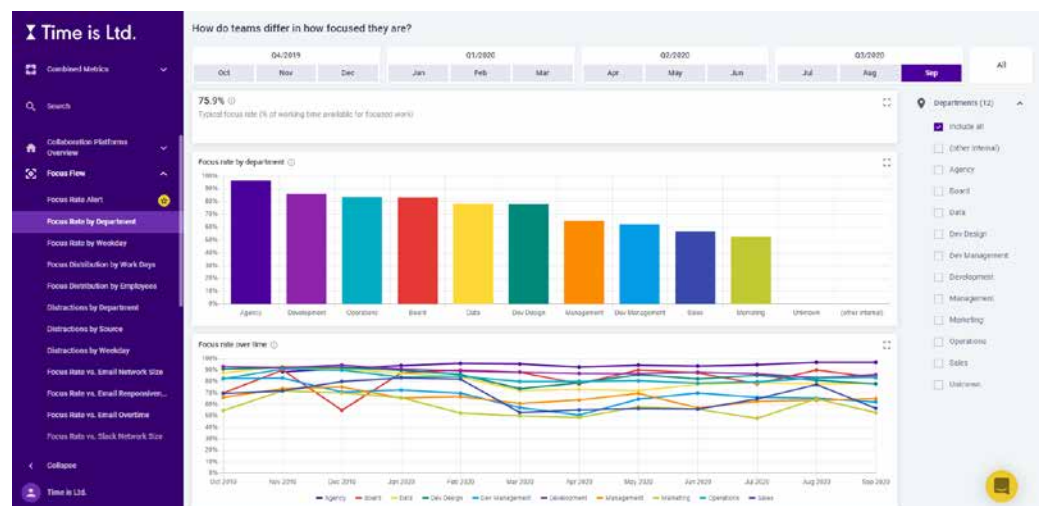 Time is Ltd.
Combined Metrics
Search
Collaboration Platforms
Overview
Focus Flow
Focus Rate Alert
Focus Rate by Department
Focus Rate by Weekday
Focus Distribution by Work Days
Focus Distribution by Employees
Distractions by Department
Distractions by Source
Distractions by Weekday
Focus Rate vs. Email Network Size
Focus Rate vs. Email Responsiven...
Focus Rate vs. Email Overtime
Focus Rate vs. Slack Network Size
Collapse
Time is Ltd.
How do teams differ in how focused they are?
Q4/2019 Q1/2020 Q2/2020 Q3/2020
Oct Nov Dec Jan Feb Mar Apr May Jun Jul Aug Sep All
75.9%
Typical focus rate (% of working time available for focused work)
Focus rate by department
100%
90%
80%
70%
60%
50%
40%
30%
20%
10%
0%
Agency Development Operations Board Data Dev Design Management Dev Management Sales Marketing Unknown (other internal)
Focus rate over time
100%
90%
80%
70%
60%
50%
40%
30%
20%
10%
0%
Oct 2019 Nov 2019 Dec 2019 Jan 2020 Feb 2020 Mar 2020 Apr 2020 May 2020 Jun 2020 Jul 2020 Aug 2020 Sep 2020
Agency Board Data Dev Design Dev Management Development Management Marketing Operations Sales
Departments (12)
Include all
(other internal)
Agency
Board
Data
Dev Design
Dev Management
Development
Management
Marketing
Operations
Sales
Unknown